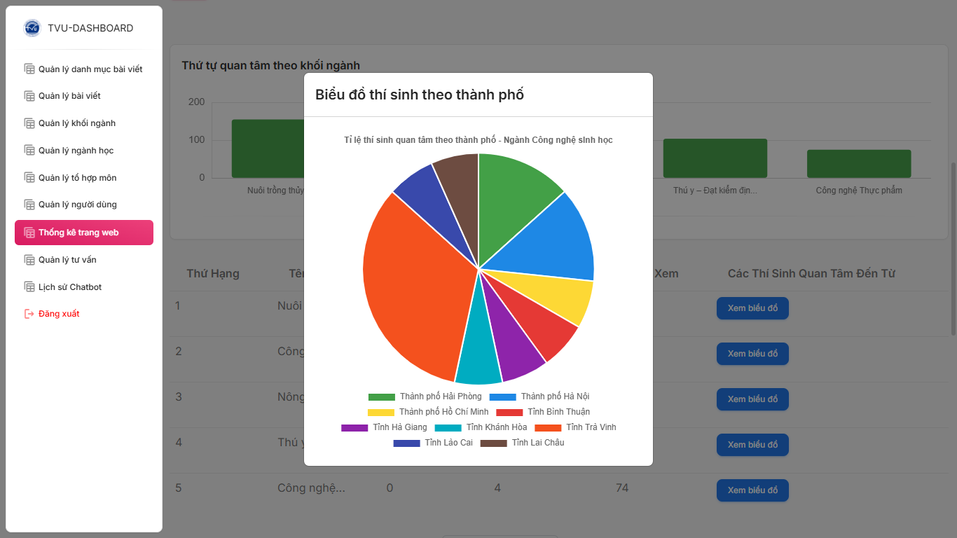 TVU-DASHBOARD
Quản lý danh mục bài viết
Quản lý bài viết
Quản lý khối ngành
Quản lý ngành học
Quản lý tổ hợp môn
Quản lý người dùng
Thống kê trang web
Quản lý tư vấn
Lịch sử Chatbot
Đăng xuất
Thứ tự quan tâm theo khối ngành
200
100
0
Nuôi trồng thủy
Thú y – Đạt kiểm địn...
Công nghệ Thực phẩm
Biểu đồ thí sinh theo thành phố
Tỉ lệ thí sinh quan tâm theo thành phố - Ngành Công nghệ sinh học
Thành phố Hải Phòng Thành phố Hà Nội
Thành phố Hồ Chí Minh Tỉnh Bình Thuận
Tỉnh Hà Giang Tỉnh Khánh Hòa Tỉnh Trà Vinh
Tỉnh Lào Cai Tỉnh Lai Châu
Thứ Hạng Xem Các Thí Sinh Quan Tâm Đến Từ
1 Nuôi Xem biểu đồ
2 Công Xem biểu đồ
3 Nông Xem biểu đồ
4 Thú y Xem biểu đồ
5 Công nghệ... 0 4 74 Xem biểu đồ